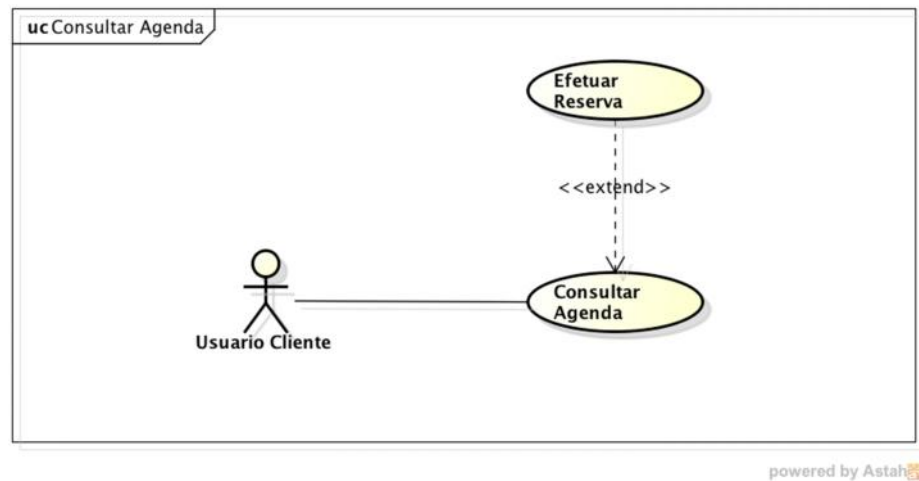 uc Consultar Agenda
Efetuar
Reserva
<<extend>>
Consultar
Agenda
Usuario Cliente
powered by Astah